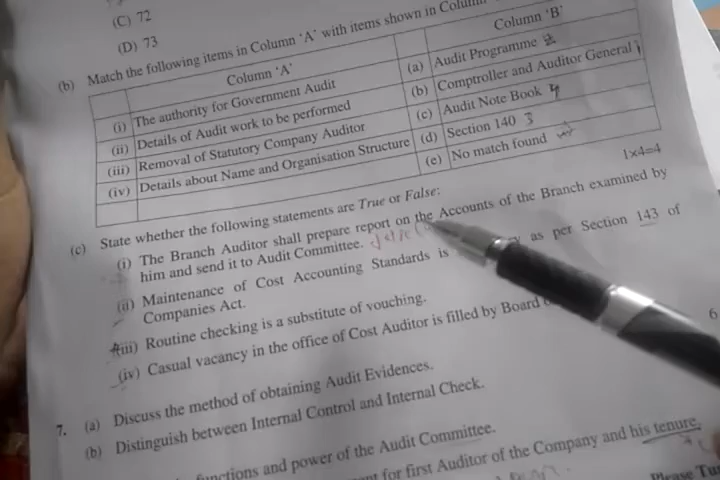 (C) 72
(D) 73
(b) Match the following items in Column 'A' with items shown in
Column 'A' Column 'B'
(i) The authority for Government Audit (a) Audit Programme 2
(ii) Details of Audit work to be performed (b) Comptroller and Auditor General 1
(iii) Removal of Statutory Company Auditor (c) Audit Note Book 4
(iv) Details about Name and Organisation Structure (d) Section 140 3
(e) No match found
1x4=4
(c) State whether the following statements are True or False:
(i) The Branch Auditor shall prepare report on the Accounts of the Branch examined by
him and send it to Audit Committee.
(ii) Maintenance of Cost Accounting Standards is as per Section 143 of
Companies Act.
(iii) Routine checking is a substitute of vouching.
(iv) Casual vacancy in the office of Cost Auditor is filled by Board
6
7. (a) Discuss the method of obtaining Audit Evidences.
(b) Distinguish between Internal Control and Internal Check.
functions and power of the Audit Committee.
for first Auditor of the Company and his tenure.
Please